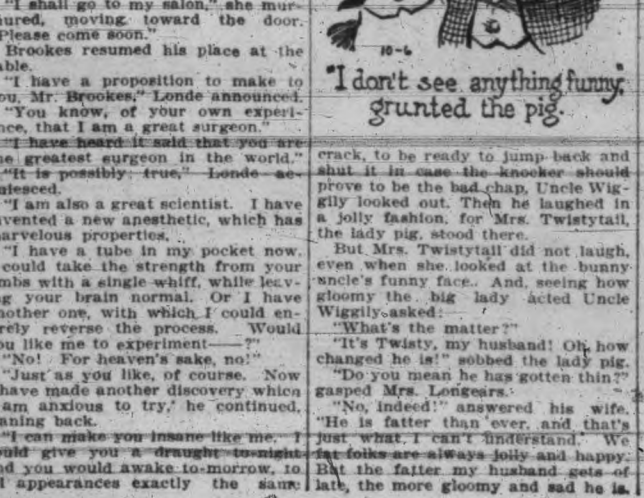 "I shall go to my salon," she mur-
mured, moving toward the door.
"Please come soon."
Brookes resumed his place at the
table.
"I have a proposition to make to
you, Mr. Brookes," Londe announced.
"You know, of your own experi-
ence, that I am a great surgeon."
"I have heard it said that you are
the greatest surgeon in the world."
"It is possibly true," Londe ac-
quiesced.
"I am also a great scientist. I have
invented a new anesthetic, which has
marvelous properties.
"I have a tube in my pocket now.
I could take the strength from your
limbs with a single whiff, while leav-
ing your brain normal. Or I have
another one, with which I could en-
tirely reverse the process. Would
you like me to experiment——?"
"No! For heaven's sake, no!"
"Just as you like, of course. Now
I have made another discovery which
I am anxious to try," he continued,
leaning back.
"I can make you insane like me. I
would give you a draught to-night
and you would awake to-morrow, to
all appearances exactly the same
10-6
"I don't see anything funny,"
grunted the pig.
crack, to be ready to jump back and
shut it in case the knocker should
prove to be the bad chap, Uncle Wig-
gily looked out. Then he laughed in
a jolly fashion, for Mrs. Twistytail,
the lady pig, stood there.
But Mrs. Twistytail did not laugh,
even when she looked at the bunny
uncle's funny face. And, seeing how
gloomy the big lady acted Uncle
Wiggily asked:
"What's the matter?"
"It's Twisty, my husband! Oh, how
changed he is!" sobbed the lady pig.
"Do you mean he has gotten thin?"
gasped Mrs. Longears.
"No, indeed!" answered his wife.
"He is fatter than ever, and that's
just what I can't understand. We
fat folks are always jolly and happy.
But the fatter my husband gets of
late, the more gloomy and sad he is.